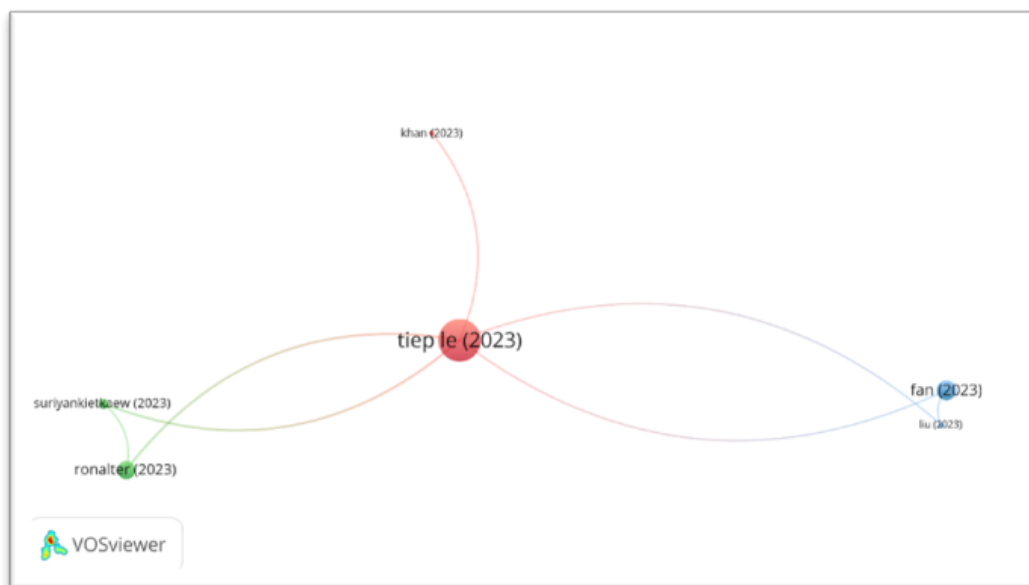 khan (2023)
tiep le (2023)
fan (2023)
suriyankietkaew (2023)
liu (2023)
ronalter (2023)
VOSviewer